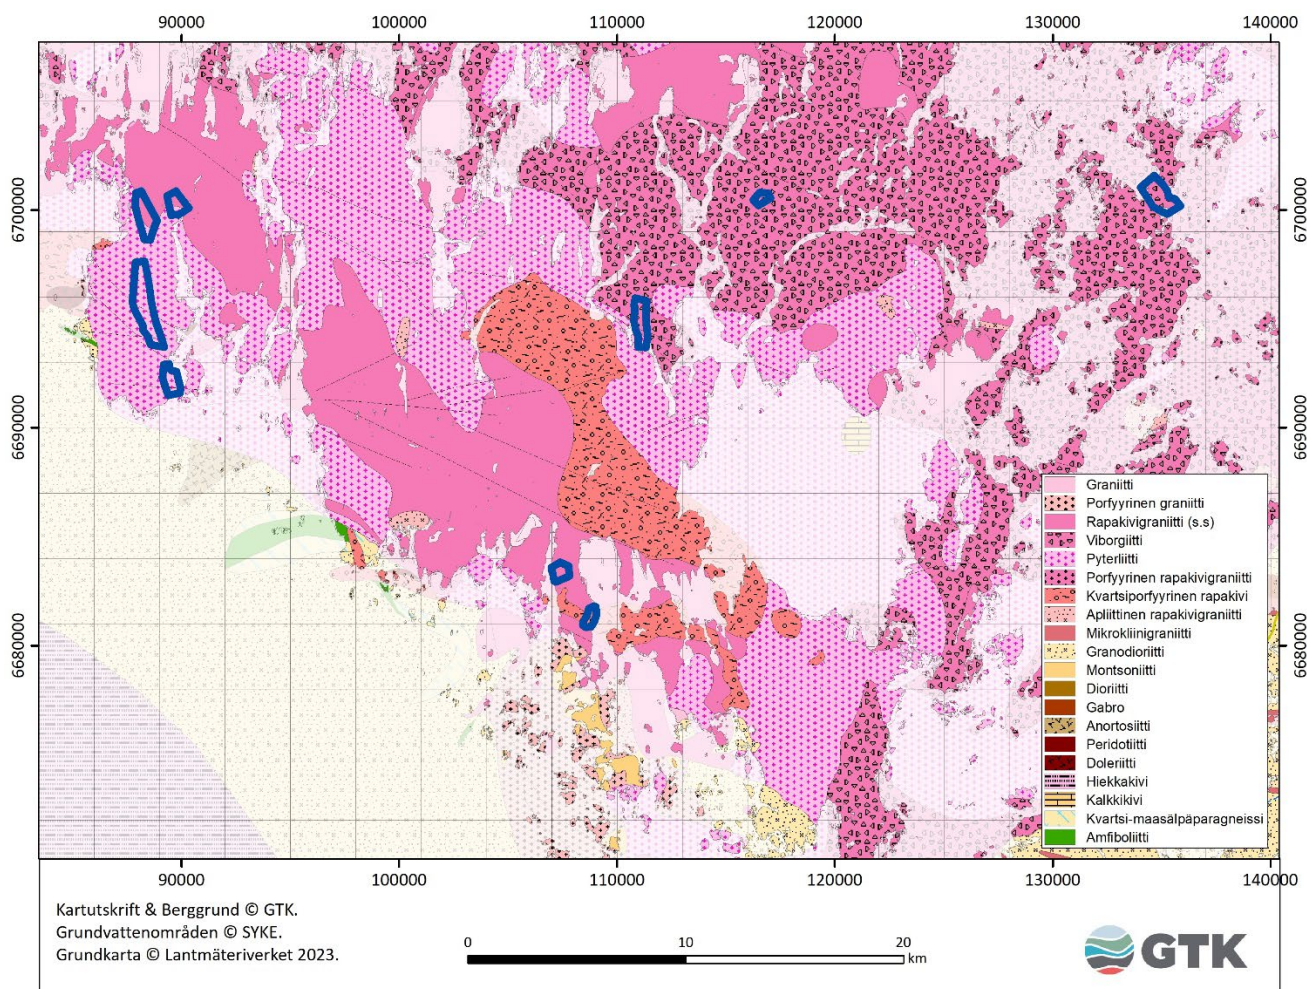 90000 100000 110000 120000 130000 140000
6700000 6700000
6690000 6690000
6680000 6680000
Graniitti
Porfyyrinen graniitti
Rapakivigraniitti (s.s)
Viborgiitti
Pyterliitti
Porfyyrinen rapakivigraniitti
Kvartsiporfyyrinen rapakivi
Apliittinen rapakivigraniitti
Mikrokliinigraniitti
Granodioriitti
Montsoniitti
Dioriitti
Gabro
Anortosiitti
Peridotiitti
Doleriitti
Hiekkakivi
Kalkkikivi
Kvartsi-maasälpäparagneissi
Amfiboliitti
90000 100000 110000 120000 130000 140000
Kartutskrift & Berggrund © GTK.
Grundvattenområden © SYKE.
Grundkarta © Lantmäteriverket 2023.
0 10 20
km
GTK